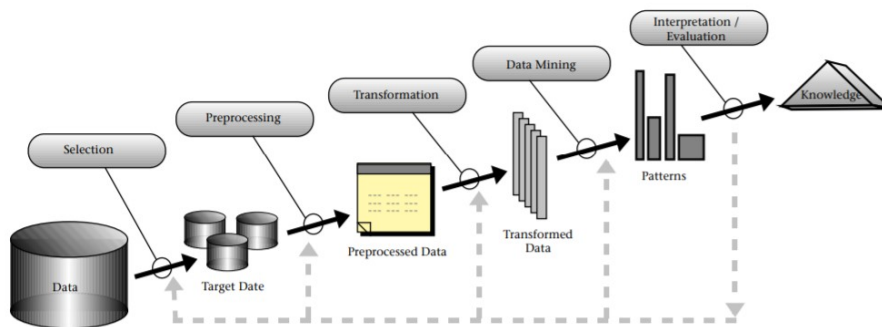 Interpretation /
Evaluation
Data Mining
Transformation
Preprocessing
Selection
Data
Target Date
Preprocessed Data
Transformed
Data
Patterns
Knowledge